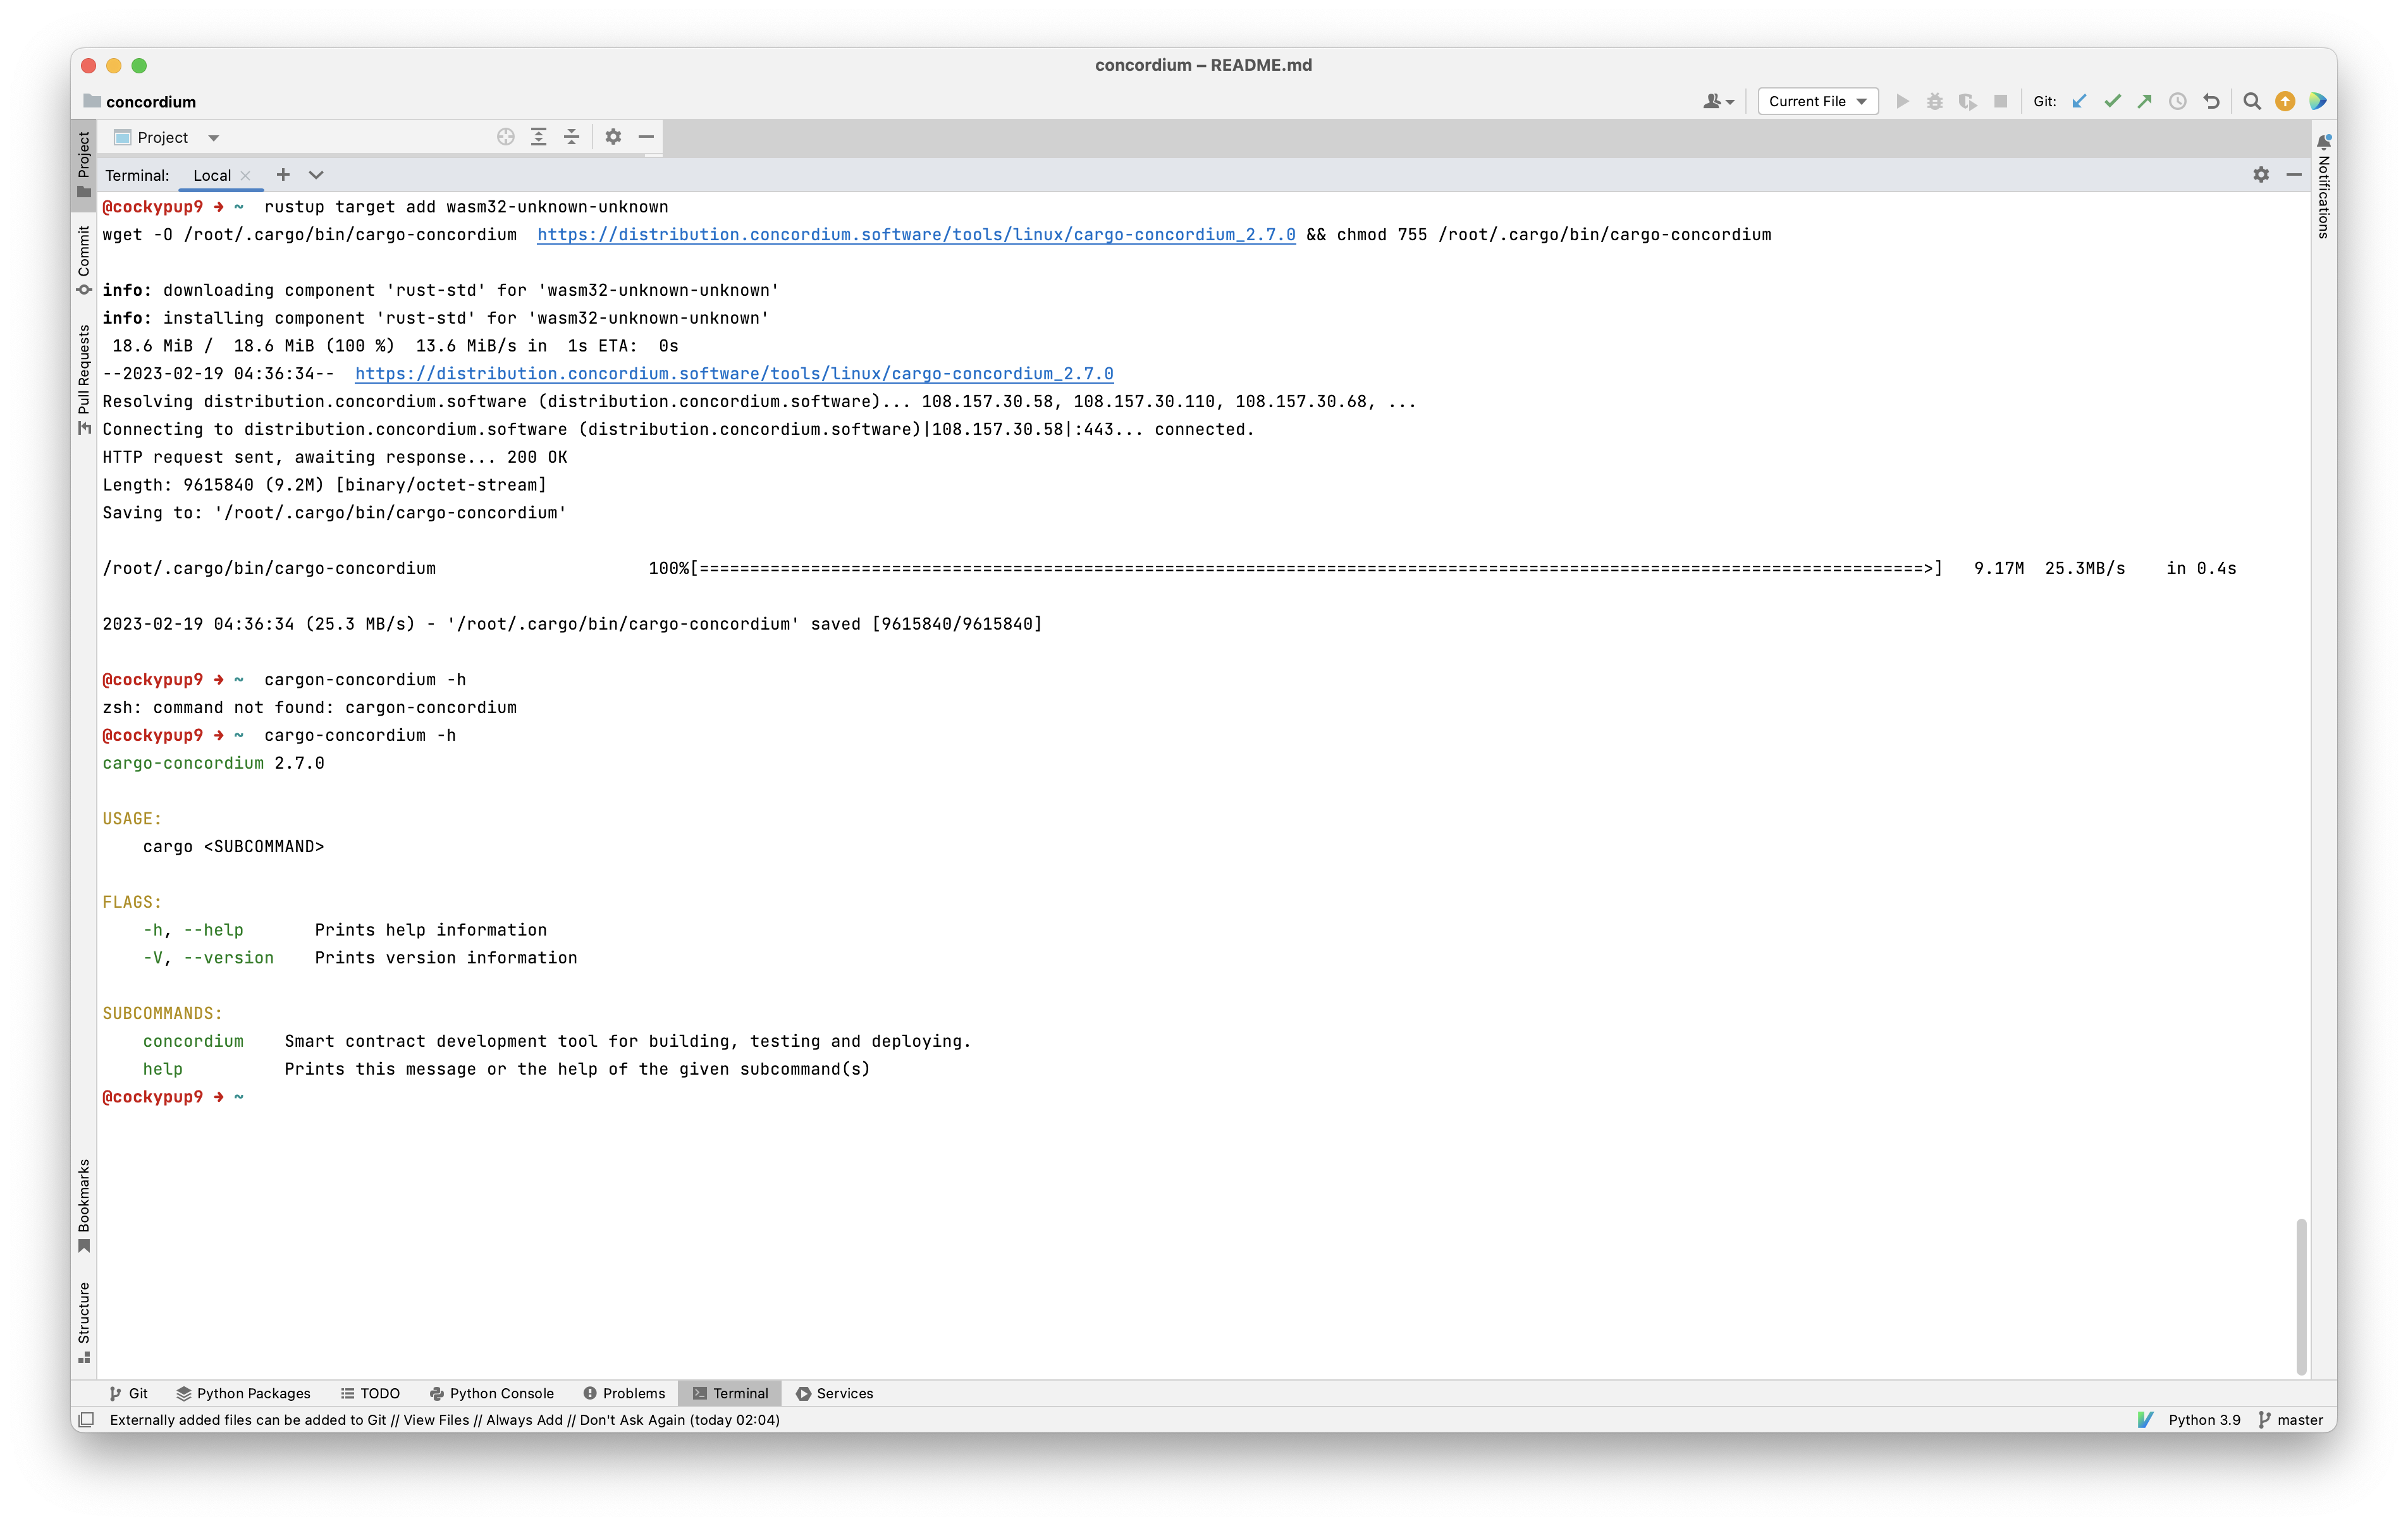 concordium – README.md
concordium
Current File
Git:
Project
Project
Terminal: Local
Commit
Pull Requests
Bookmarks
Structure
Notifications
@cockypup9 ➜ ~ rustup target add wasm32-unknown-unknown
wget -O /root/.cargo/bin/cargo-concordium https://distribution.concordium.software/tools/linux/cargo-concordium_2.7.0 && chmod 755 /root/.cargo/bin/cargo-concordium
info: downloading component 'rust-std' for 'wasm32-unknown-unknown'
info: installing component 'rust-std' for 'wasm32-unknown-unknown'
18.6 MiB / 18.6 MiB (100 %) 13.6 MiB/s in 1s ETA: 0s
--2023-02-19 04:36:34-- https://distribution.concordium.software/tools/linux/cargo-concordium_2.7.0
Resolving distribution.concordium.software (distribution.concordium.software)... 108.157.30.58, 108.157.30.110, 108.157.30.68, ...
Connecting to distribution.concordium.software (distribution.concordium.software)|108.157.30.58|:443... connected.
HTTP request sent, awaiting response... 200 OK
Length: 9615840 (9.2M) [binary/octet-stream]
Saving to: '/root/.cargo/bin/cargo-concordium'
/root/.cargo/bin/cargo-concordium 100%[=========================================================================================================================>] 9.17M 25.3MB/s in 0.4s
2023-02-19 04:36:34 (25.3 MB/s) - '/root/.cargo/bin/cargo-concordium' saved [9615840/9615840]
@cockypup9 ➜ ~ cargon-concordium -h
zsh: command not found: cargon-concordium
@cockypup9 ➜ ~ cargo-concordium -h
cargo-concordium 2.7.0
USAGE:
cargo <SUBCOMMAND>
FLAGS:
-h, --help Prints help information
-V, --version Prints version information
SUBCOMMANDS:
concordium Smart contract development tool for building, testing and deploying.
help Prints this message or the help of the given subcommand(s)
@cockypup9 ➜ ~
Git Python Packages TODO Python Console Problems Terminal Services
Externally added files can be added to Git // View Files // Always Add // Don't Ask Again (today 02:04)
Python 3.9 master